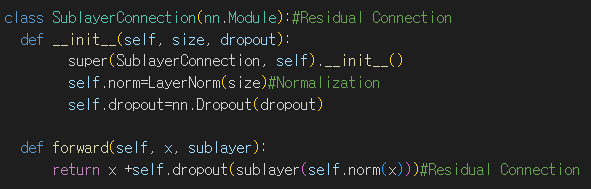 class SublayerConnection(nn.Module):#Residual Connection
  def __init__(self, size, dropout):
        super(SublayerConnection, self).__init__()
        self.norm=LayerNorm(size)#Normalization
        self.dropout=nn.Dropout(dropout)

  def forward(self, x, sublayer):
      return x +self.dropout(sublayer(self.norm(x)))#Residual Connection